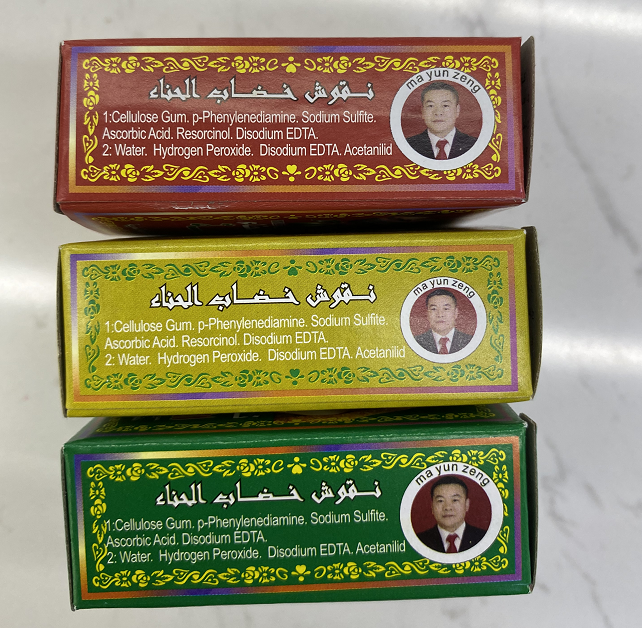 نقوش خضاب الحناء
ma yun zeng
1:Cellulose Gum. p-Phenylenediamine. Sodium Sulfite.
Ascorbic Acid. Resorcinol. Disodium EDTA.
2: Water. Hydrogen Peroxide. Disodium EDTA. Acetanilid
نقوش خضاب الحناء
ma yun zeng
1:Cellulose Gum. p-Phenylenediamine. Sodium Sulfite.
Ascorbic Acid. Resorcinol. Disodium EDTA.
2: Water. Hydrogen Peroxide. Disodium EDTA. Acetanilid
نقوش خضاب الحناء
ma yun zeng
1:Cellulose Gum. p-Phenylenediamine. Sodium Sulfite.
Ascorbic Acid. Disodium EDTA.
2: Water. Hydrogen Peroxide. Disodium EDTA. Acetanilid